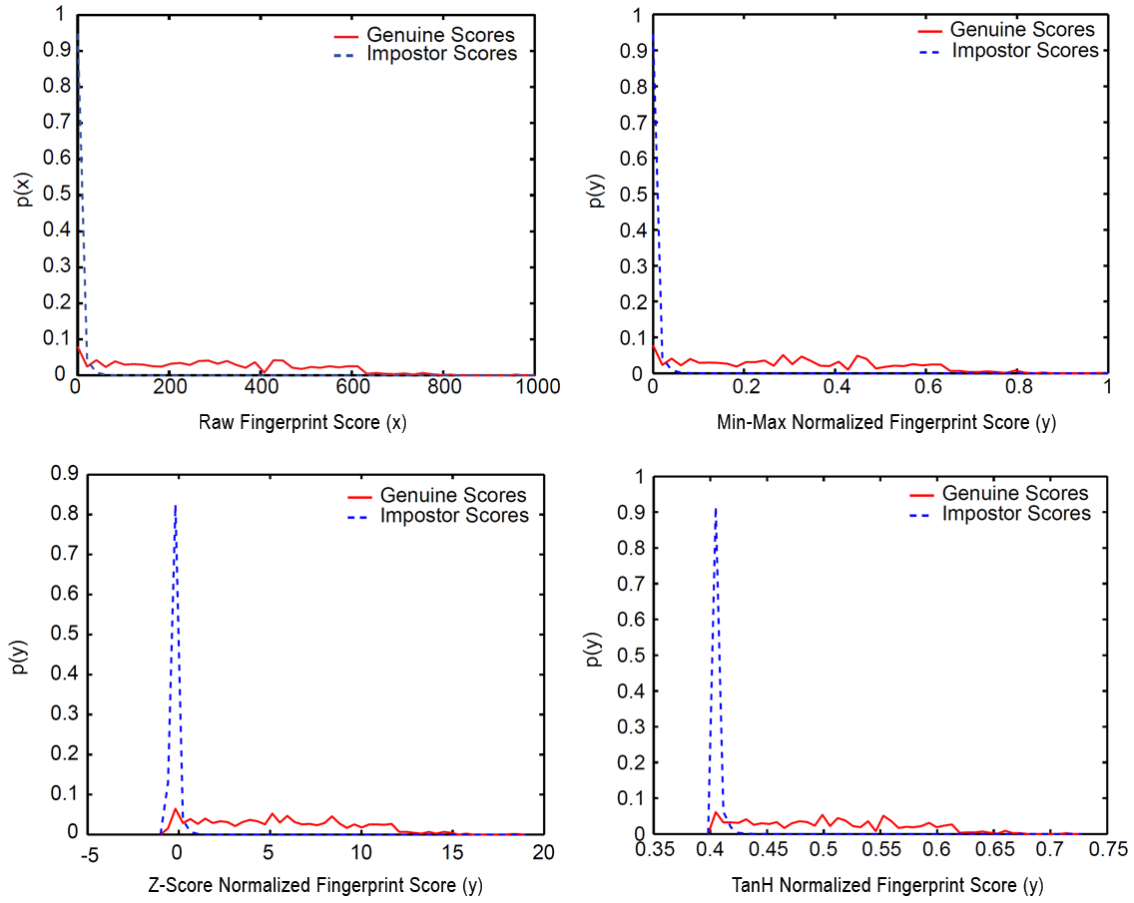 1
0.9
0.8
0.7
0.6
0.5
0.4
0.3
0.2
0.1
0
p(x)
Genuine Scores
Impostor Scores
0 200 400 600 800 1000
Raw Fingerprint Score (x)
1
0.9
0.8
0.7
0.6
0.5
0.4
0.3
0.2
0.1
0
p(y)
Genuine Scores
Impostor Scores
0 0.2 0.4 0.6 0.8 1
Min-Max Normalized Fingerprint Score (y)
0.9
0.8
0.7
0.6
0.5
0.4
0.3
0.2
0.1
0
p(y)
Genuine Scores
Impostor Scores
-5 0 5 10 15 20
Z-Score Normalized Fingerprint Score (y)
1
0.9
0.8
0.7
0.6
0.5
0.4
0.3
0.2
0.1
0
p(y)
Genuine Scores
Impostor Scores
0.35 0.4 0.45 0.5 0.55 0.6 0.65 0.7 0.75
TanH Normalized Fingerprint Score (y)